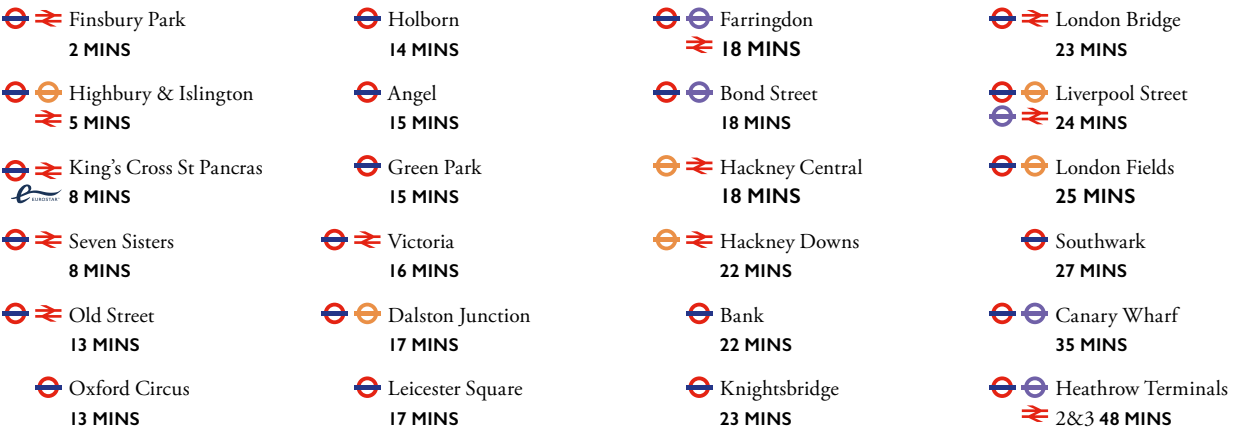 Finsbury Park
2 MINS
Highbury & Islington
5 MINS
King’s Cross St Pancras
EUROSTAR
8 MINS
Seven Sisters
8 MINS
Old Street
13 MINS
Oxford Circus
13 MINS
Holborn
14 MINS
Angel
15 MINS
Green Park
15 MINS
Victoria
16 MINS
Dalston Junction
17 MINS
Leicester Square
17 MINS
Farringdon
18 MINS
Bond Street
18 MINS
Hackney Central
18 MINS
Hackney Downs
22 MINS
Bank
22 MINS
Knightsbridge
23 MINS
London Bridge
23 MINS
Liverpool Street
24 MINS
London Fields
25 MINS
Southwark
27 MINS
Canary Wharf
35 MINS
Heathrow Terminals
2&3 48 MINS